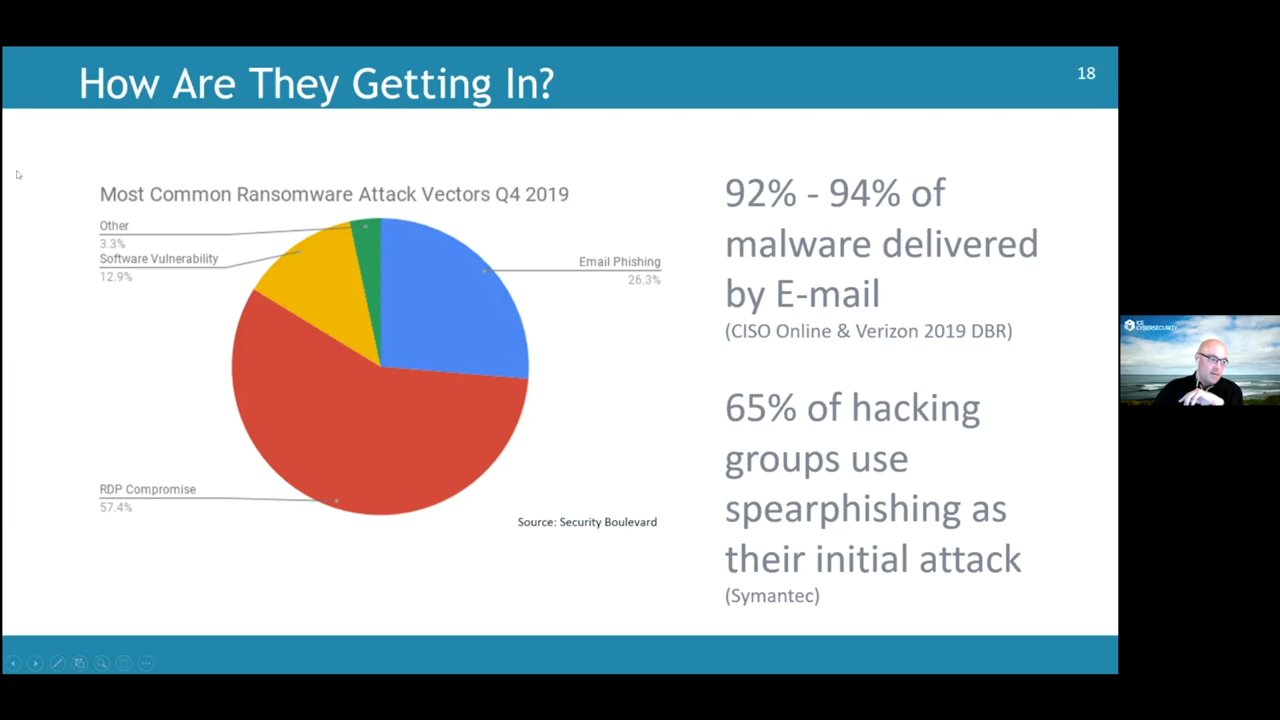 How Are They Getting In?
18
Most Common Ransomware Attack Vectors Q4 2019
Other
3.3%
Software Vulnerability
12.9%
Email Phishing
26.3%
RDP Compromise
57.4%
Source: Security Boulevard
92% - 94% of
malware delivered
by E-mail
(CISO Online & Verizon 2019 DBR)
65% of hacking
groups use
spearphishing as
their initial attack
(Symantec)
ICE
CYBERSECURITY